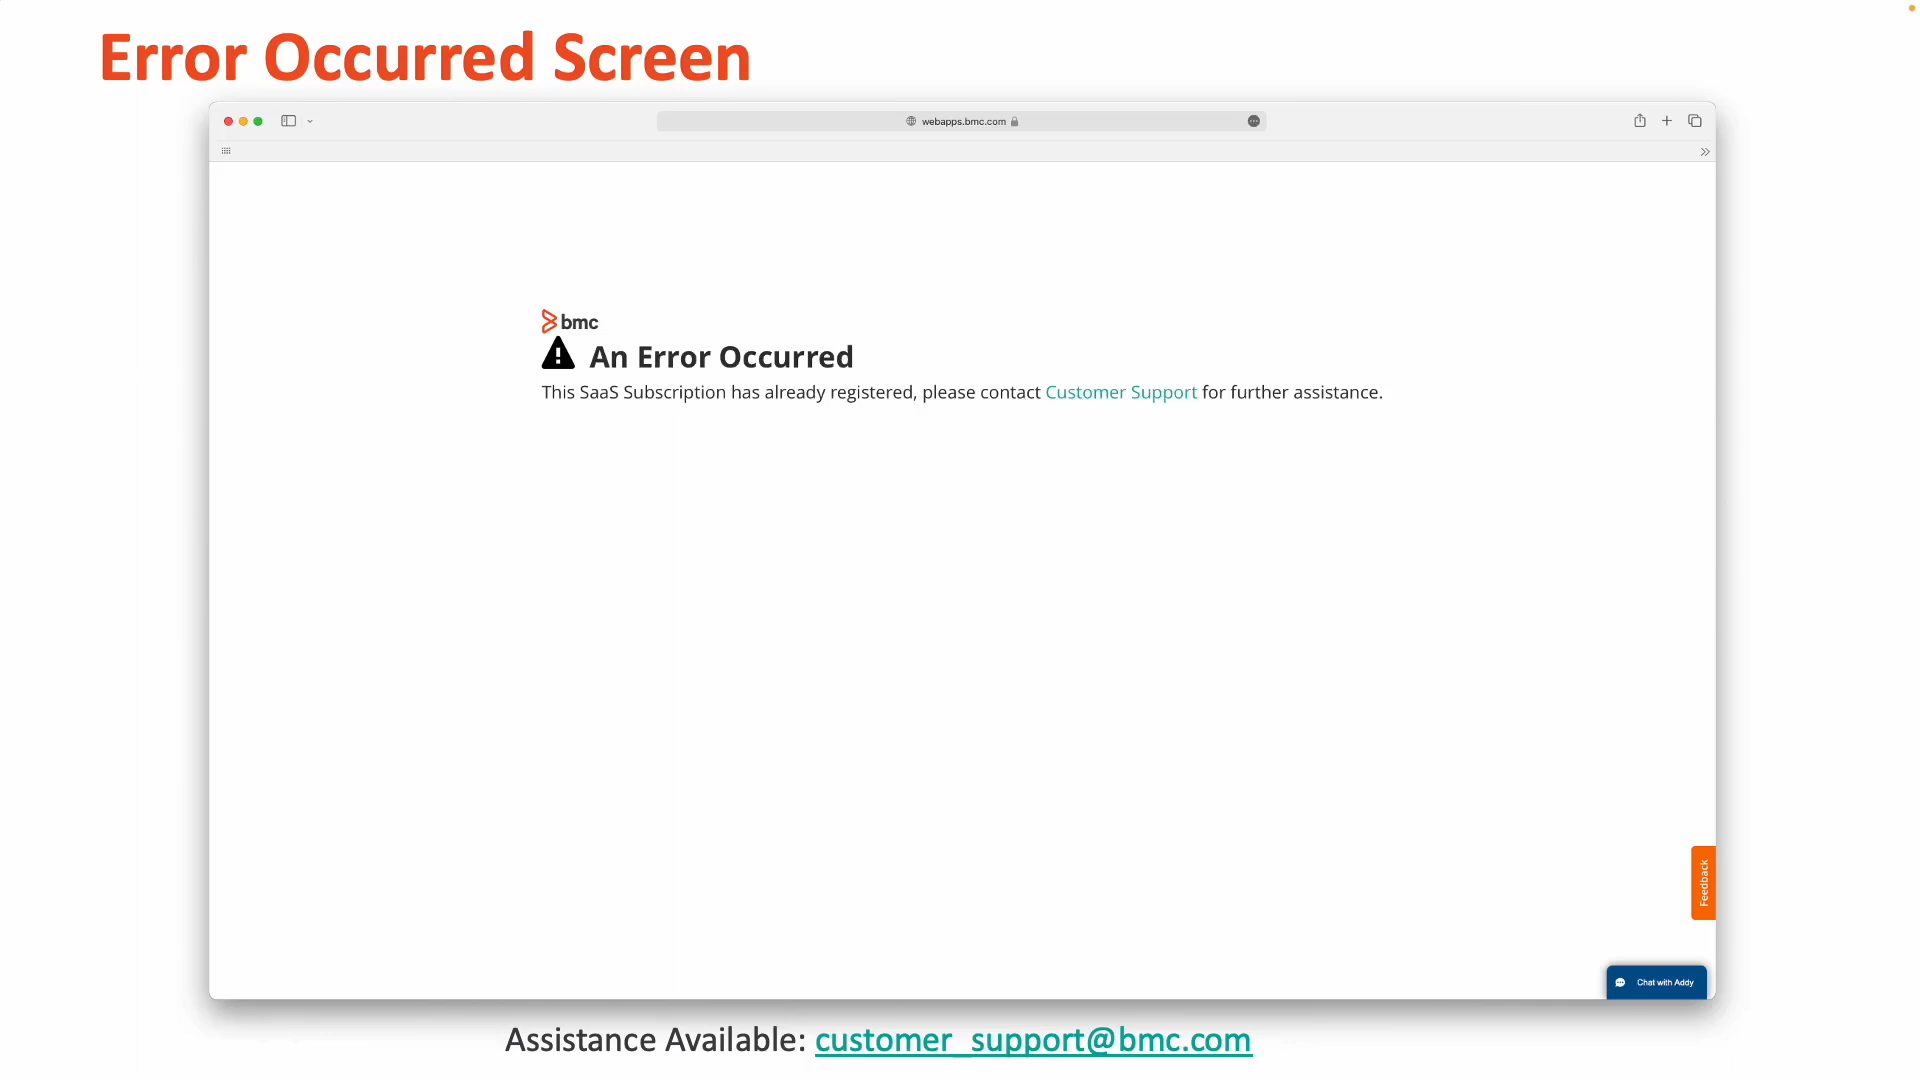 Error Occurred Screen
webapps.bmc.com
bmc
An Error Occurred
This SaaS Subscription has already registered, please contact Customer Support for further assistance.
Feedback
Chat with Addy
Assistance Available: customer_support@bmc.com